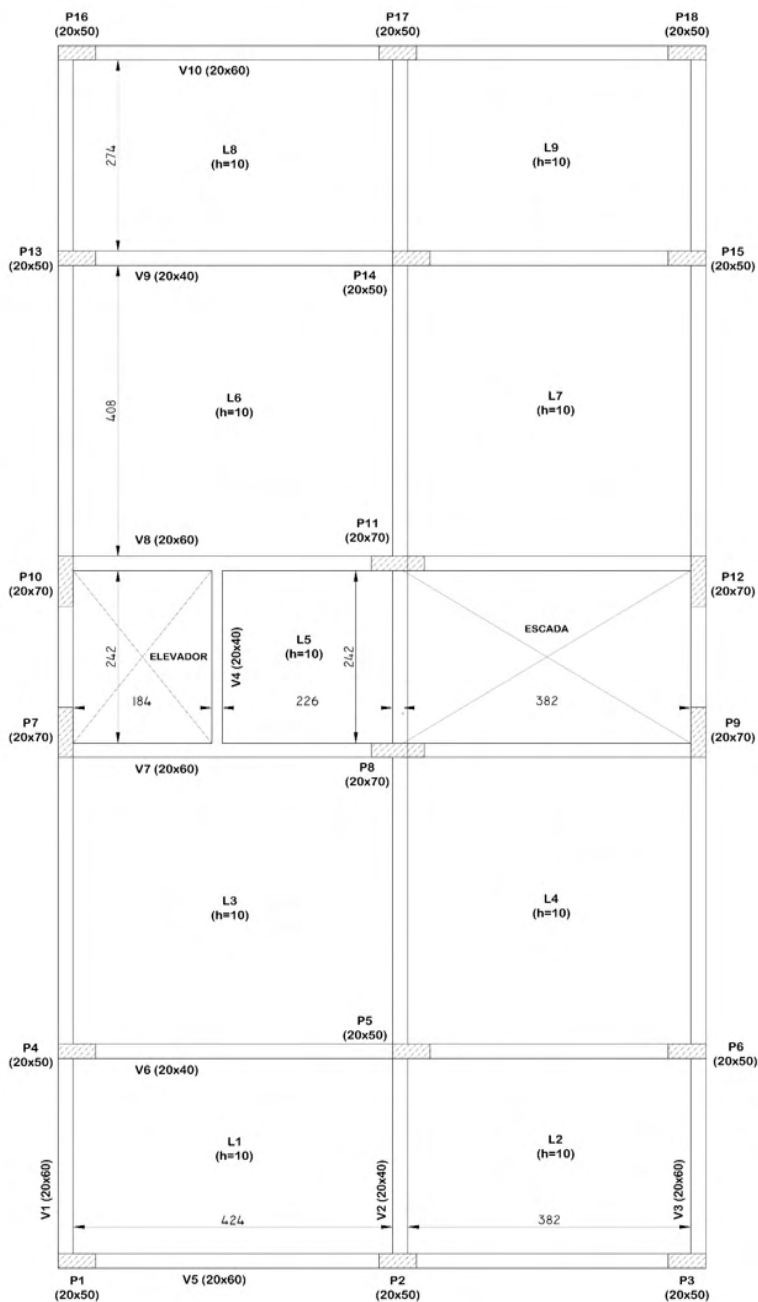 P16
(20x50)
P17
(20x50)
P18
(20x50)
V10 (20x60)
274
L8
(h=10)
L9
(h=10)
P13
(20x50)
V9 (20x40)
P14
(20x50)
P15
(20x50)
408
L6
(h=10)
L7
(h=10)
P11
(20x70)
V8 (20x60)
P10
(20x70)
P12
(20x70)
242
ELEVADOR
V4 (20x40)
L5
(h=10)
242
ESCADA
184
226
382
P7
(20x70)
P9
(20x70)
V7 (20x60)
P8
(20x70)
L3
(h=10)
L4
(h=10)
P5
(20x50)
P4
(20x50)
V6 (20x40)
P6
(20x50)
L1
(h=10)
L2
(h=10)
V1 (20x60)
424
V2 (20x40)
382
V3 (20x60)
P1
(20x50)
V5 (20x60)
P2
(20x50)
P3
(20x50)